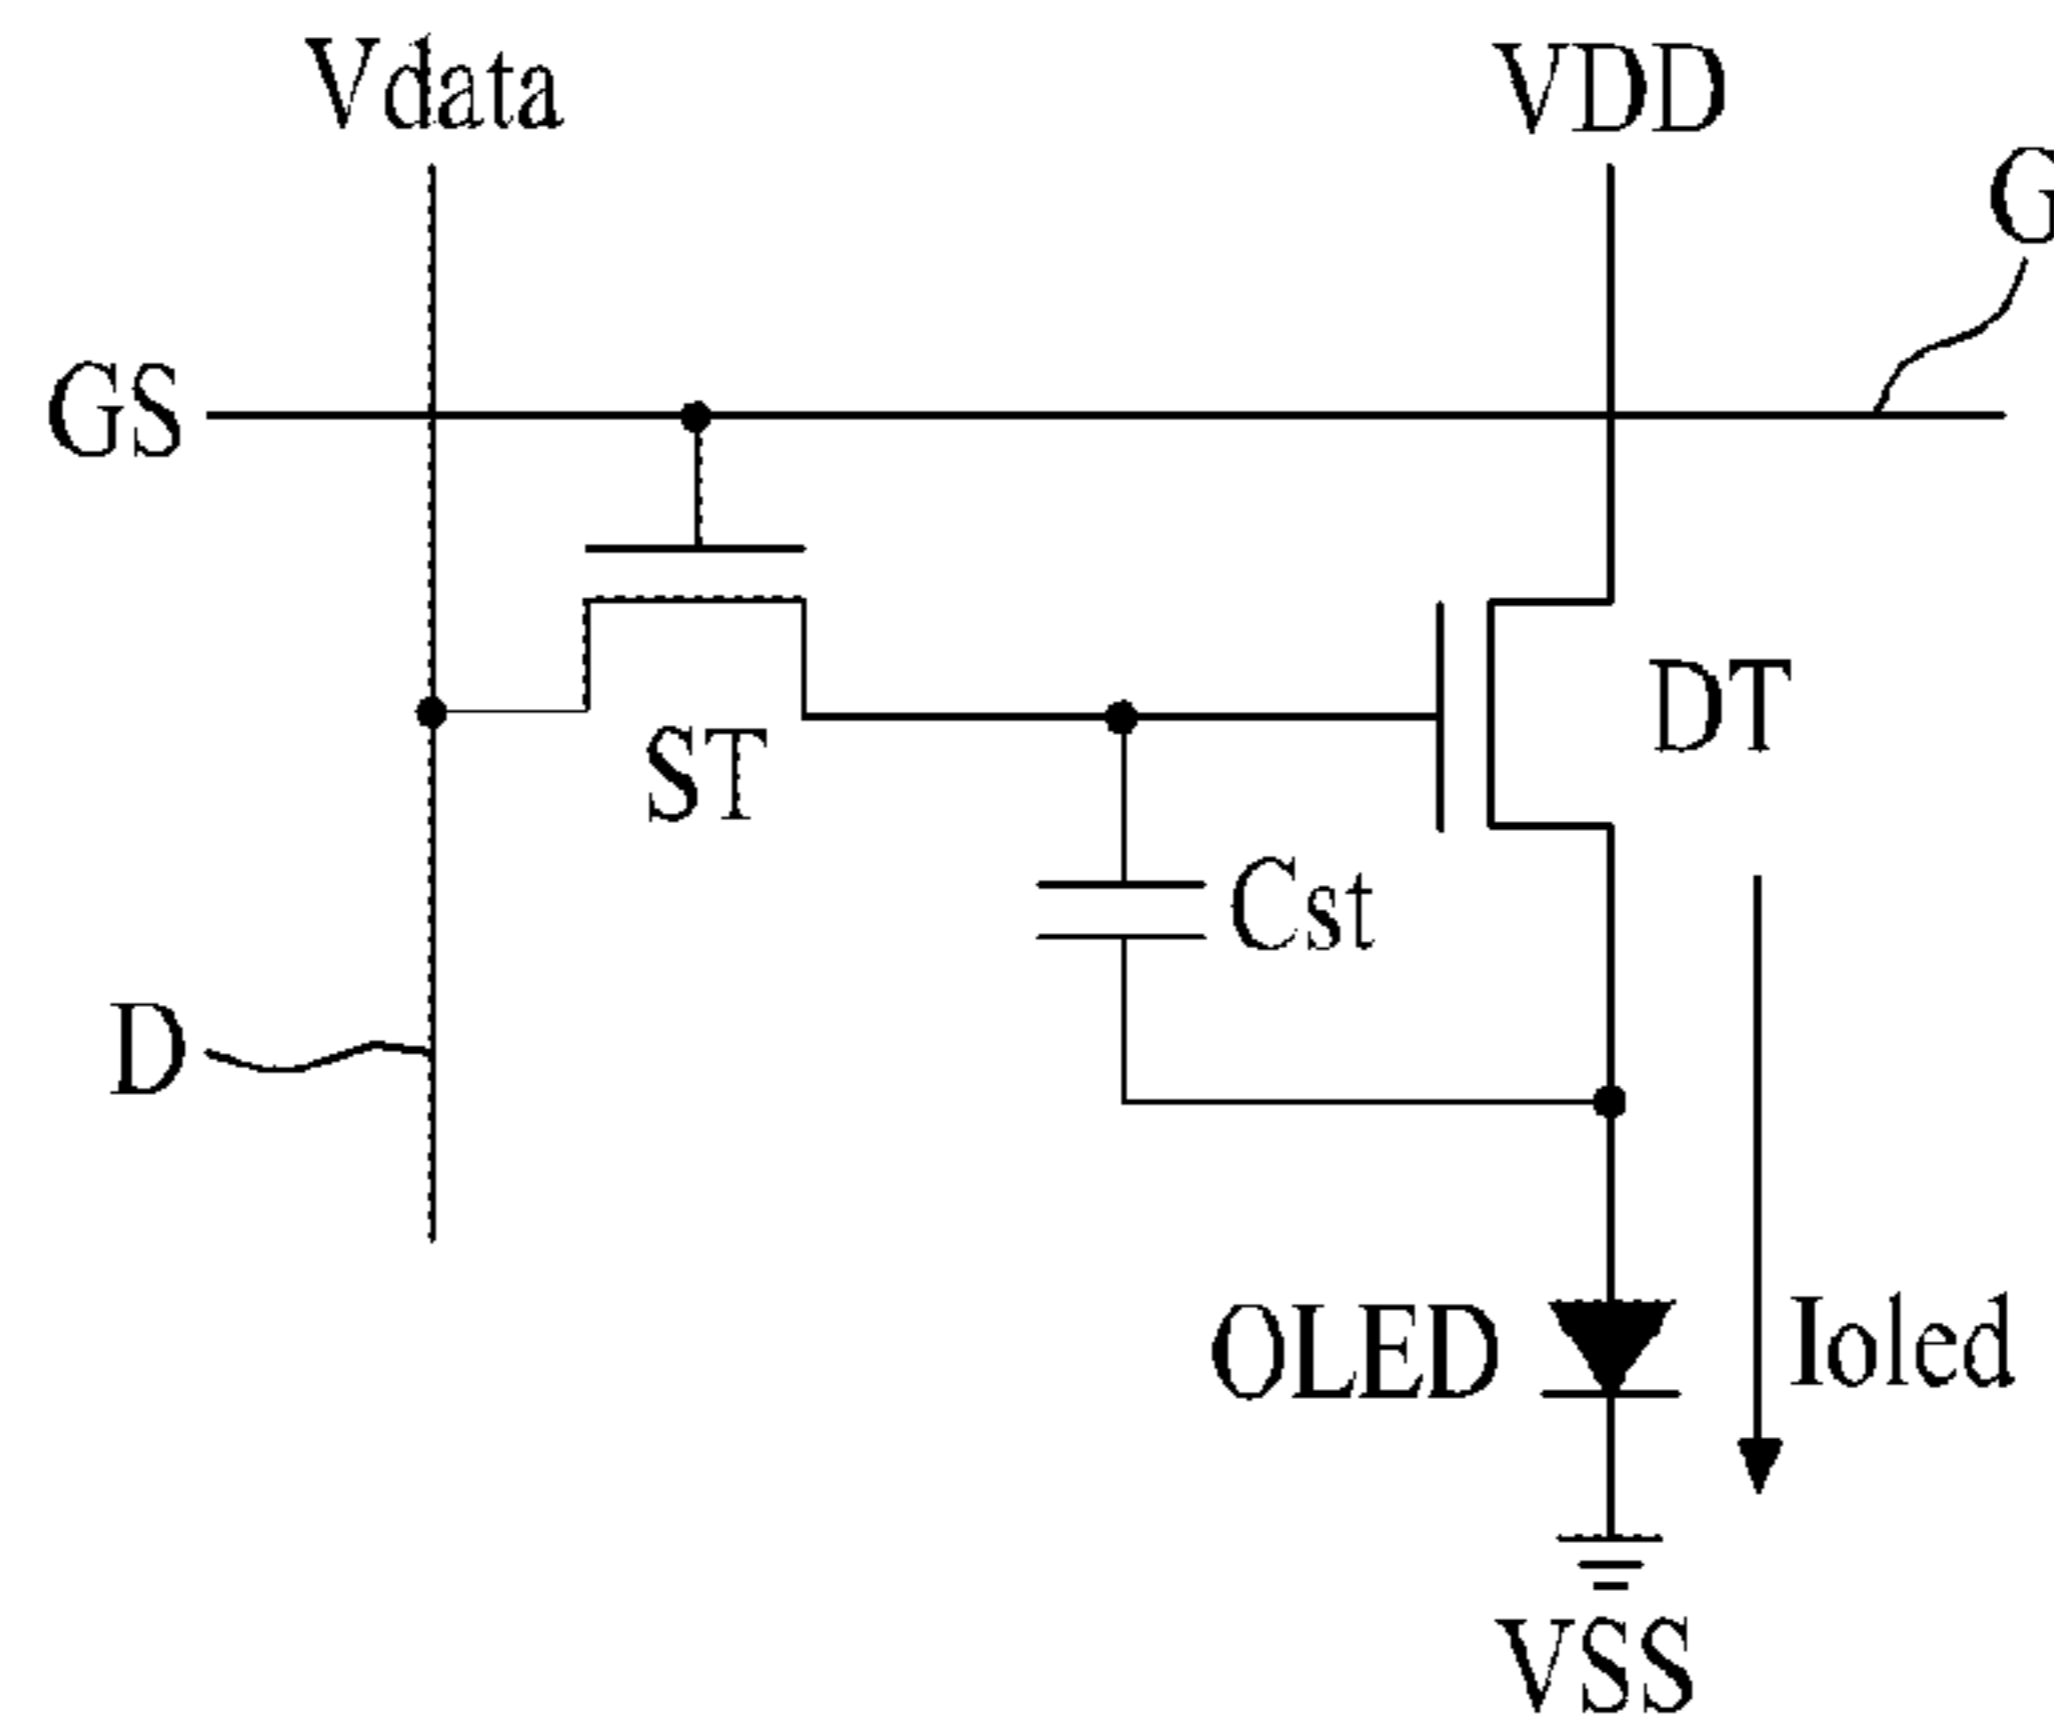 Vdata
VDD
G
GS
DT
ST
Cst
D
OLED
Ioled
VSS